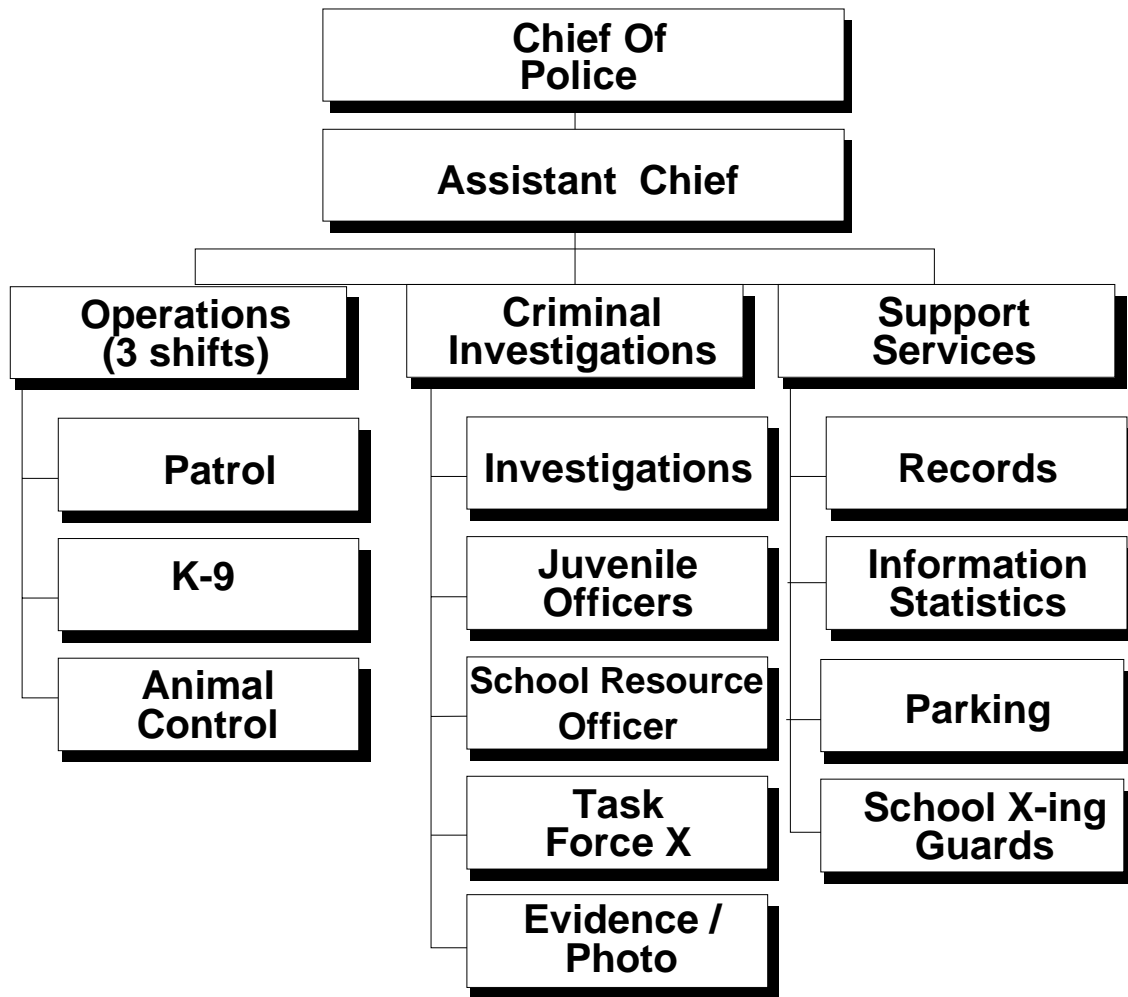 Chief Of
Police
Assistant Chief
Operations
(3 shifts)
Patrol
K-9
Animal
Control
Criminal
Investigations
Investigations
Juvenile
Officers
School Resource
Officer
Task
Force X
Evidence /
Photo
Support
Services
Records
Information
Statistics
Parking
School X-ing
Guards